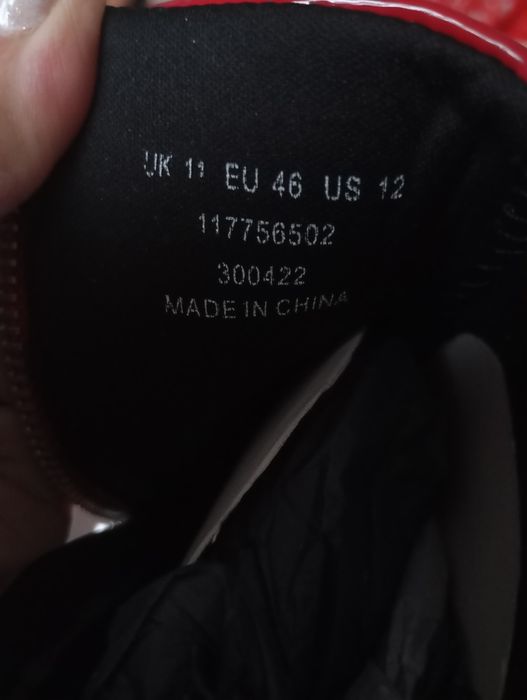 UK 11 EU 46 US 12
117756502
300422
MADE IN CHINA